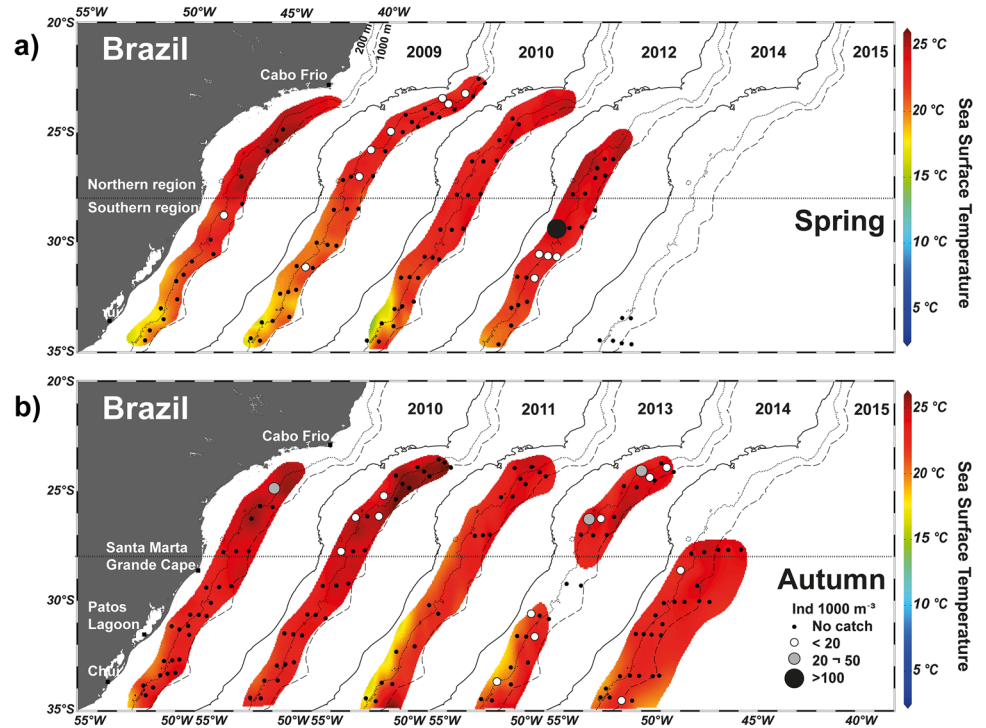 55°W 50°W 45°W 40°W
20°S
a)
Brazil
200 m
1000 m
2009 2010 2012 2014 2015
25 °C
Cabo Frio
20 °C
25°S
15 °C
Northern region
Southern region
Spring
10 °C
30°S
5 °C
35°S
Sea Surface Temperature
20°S
b)
Brazil
2010 2011 2013 2014 2015
25 °C
Cabo Frio
20 °C
25°S
15 °C
Santa Marta
Grande Cape
Autumn
Ind 1000 m⁻³
10 °C
30°S
Patos
Lagoon
No catch
< 20
20 ¬ 50
>100
5 °C
35°S
Sea Surface Temperature
55°W 50°W 55°W 50°W 55°W 50°W 55°W 50°W 55°W 50°W 45°W 40°W